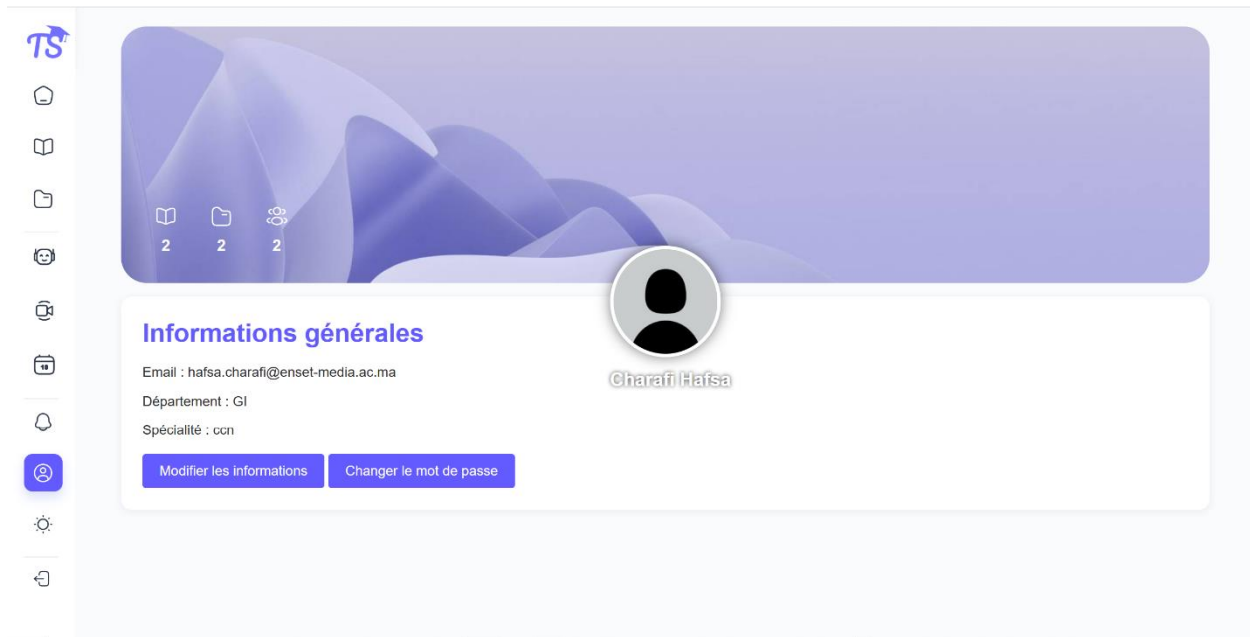 TS
2 2 2
Charafi Hafsa
Informations générales
Email : hafsa.charafi@enset-media.ac.ma
Département : GI
Spécialité : ccn
Modifier les informations Changer le mot de passe
18